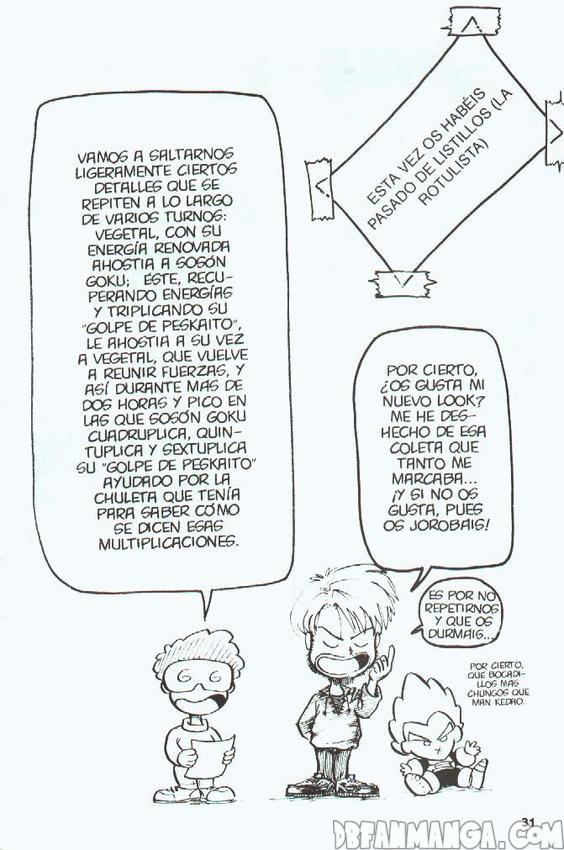 ESTA VEZ OS HABÉIS
PASADO DE LISTILLOS (LA
ROTULISTA)
VAMOS A SALTARNOS
LIGERAMENTE CIERTOS
DETALLES QUE SE
REPITEN A LO LARGO
DE VARIOS TURNOS:
VEGETAL, CON SU
ENERGÍA RENOVADA
AHOSTIA A SOSÓN
GOKU; ÉSTE, RECU-
PERANDO ENERGÍAS
Y TRIPLICANDO SU
"GOLPE DE PESKAITO",
LE AHOSTIA A SU VEZ
A VEGETAL, QUE VUELVE
A REUNIR FUERZAS, Y
ASÍ DURANTE MAS DE
DOS HORAS Y PICO EN
LAS QUE SOSÓN GOKU
CUADRUPLICA, QUIN-
TUPLICA Y SEXTUPLICA
SU "GOLPE DE PESKAITO"
AYUDADO POR LA
CHULETA QUE TENÍA
PARA SABER CÓMO
SE DICEN ESAS
MULTIPLICACIONES.
POR CIERTO,
¿OS GUSTA MI
NUEVO LOOK?
ME HE DES-
HECHO DE ESA
COLETA QUE
TANTO ME
MARCABA...
¡Y SI NO OS
GUSTA, PUES
OS JOROBAIS!
ES POR NO
REPETIRNOS
Y QUE OS
DURMAIS...
POR CIERTO,
QUE BOCADI-
LLOS MAS
CHUNGOS QUE
MAN KEDAO.
31
DBFANMANGA.COM